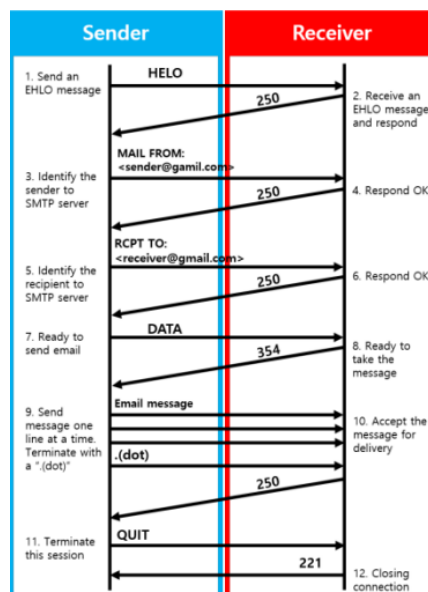 Sender
Receiver
1. Send an
EHLO message
HELO
250
2. Receive an
EHLO message
and respond
MAIL FROM:
<sender@gamil.com>
3. Identify the
sender to
SMTP server
250
4. Respond OK
RCPT TO:
<receiver@gmail.com>
5. Identify the
recipient to
SMTP server
250
6. Respond OK
7. Ready to
send email
DATA
354
8. Ready to
take the
message
9. Send
message one
line at a time.
Terminate with
a ".(dot)"
Email message
.(dot)
10. Accept the
message for
delivery
250
11. Terminate
this session
QUIT
221
12. Closing
connection